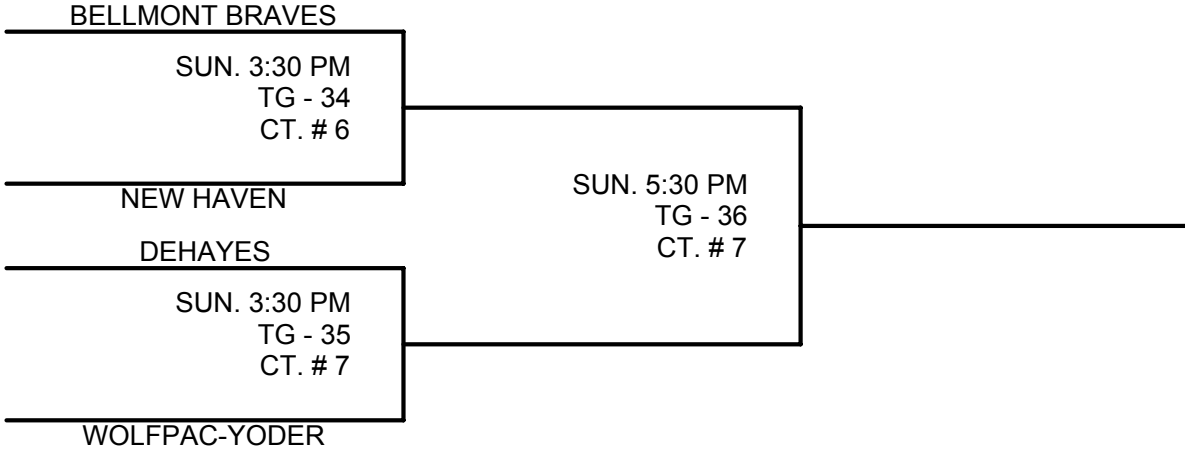 BELLMONT BRAVES
SUN. 3:30 PM
TG - 34
CT. # 6
NEW HAVEN
SUN. 5:30 PM
TG - 36
CT. # 7
DEHAYES
SUN. 3:30 PM
TG - 35
CT. # 7
WOLFPAC-YODER